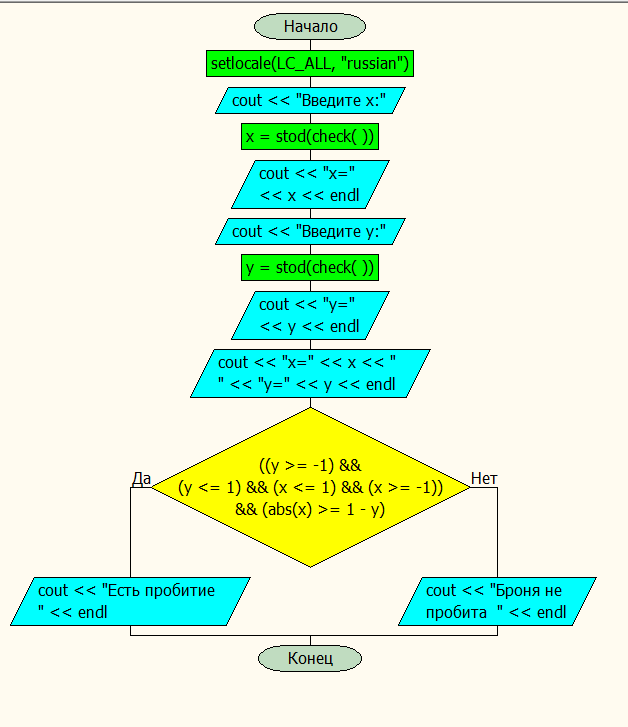 Начало
setlocale(LC_ALL, "russian")
cout << "Введите x:"
x = stod(check( ))
cout << "x="
<< x << endl
cout << "Введите y:"
y = stod(check( ))
cout << "y="
<< y << endl
cout << "x=" << x << "
" << "y=" << y << endl
((y >= -1) &&
(y <= 1) && (x <= 1) && (x >= -1))
&& (abs(x) >= 1 - y)
Да
Нет
cout << "Есть пробитие
" << endl
cout << "Броня не
пробита  " << endl
Конец